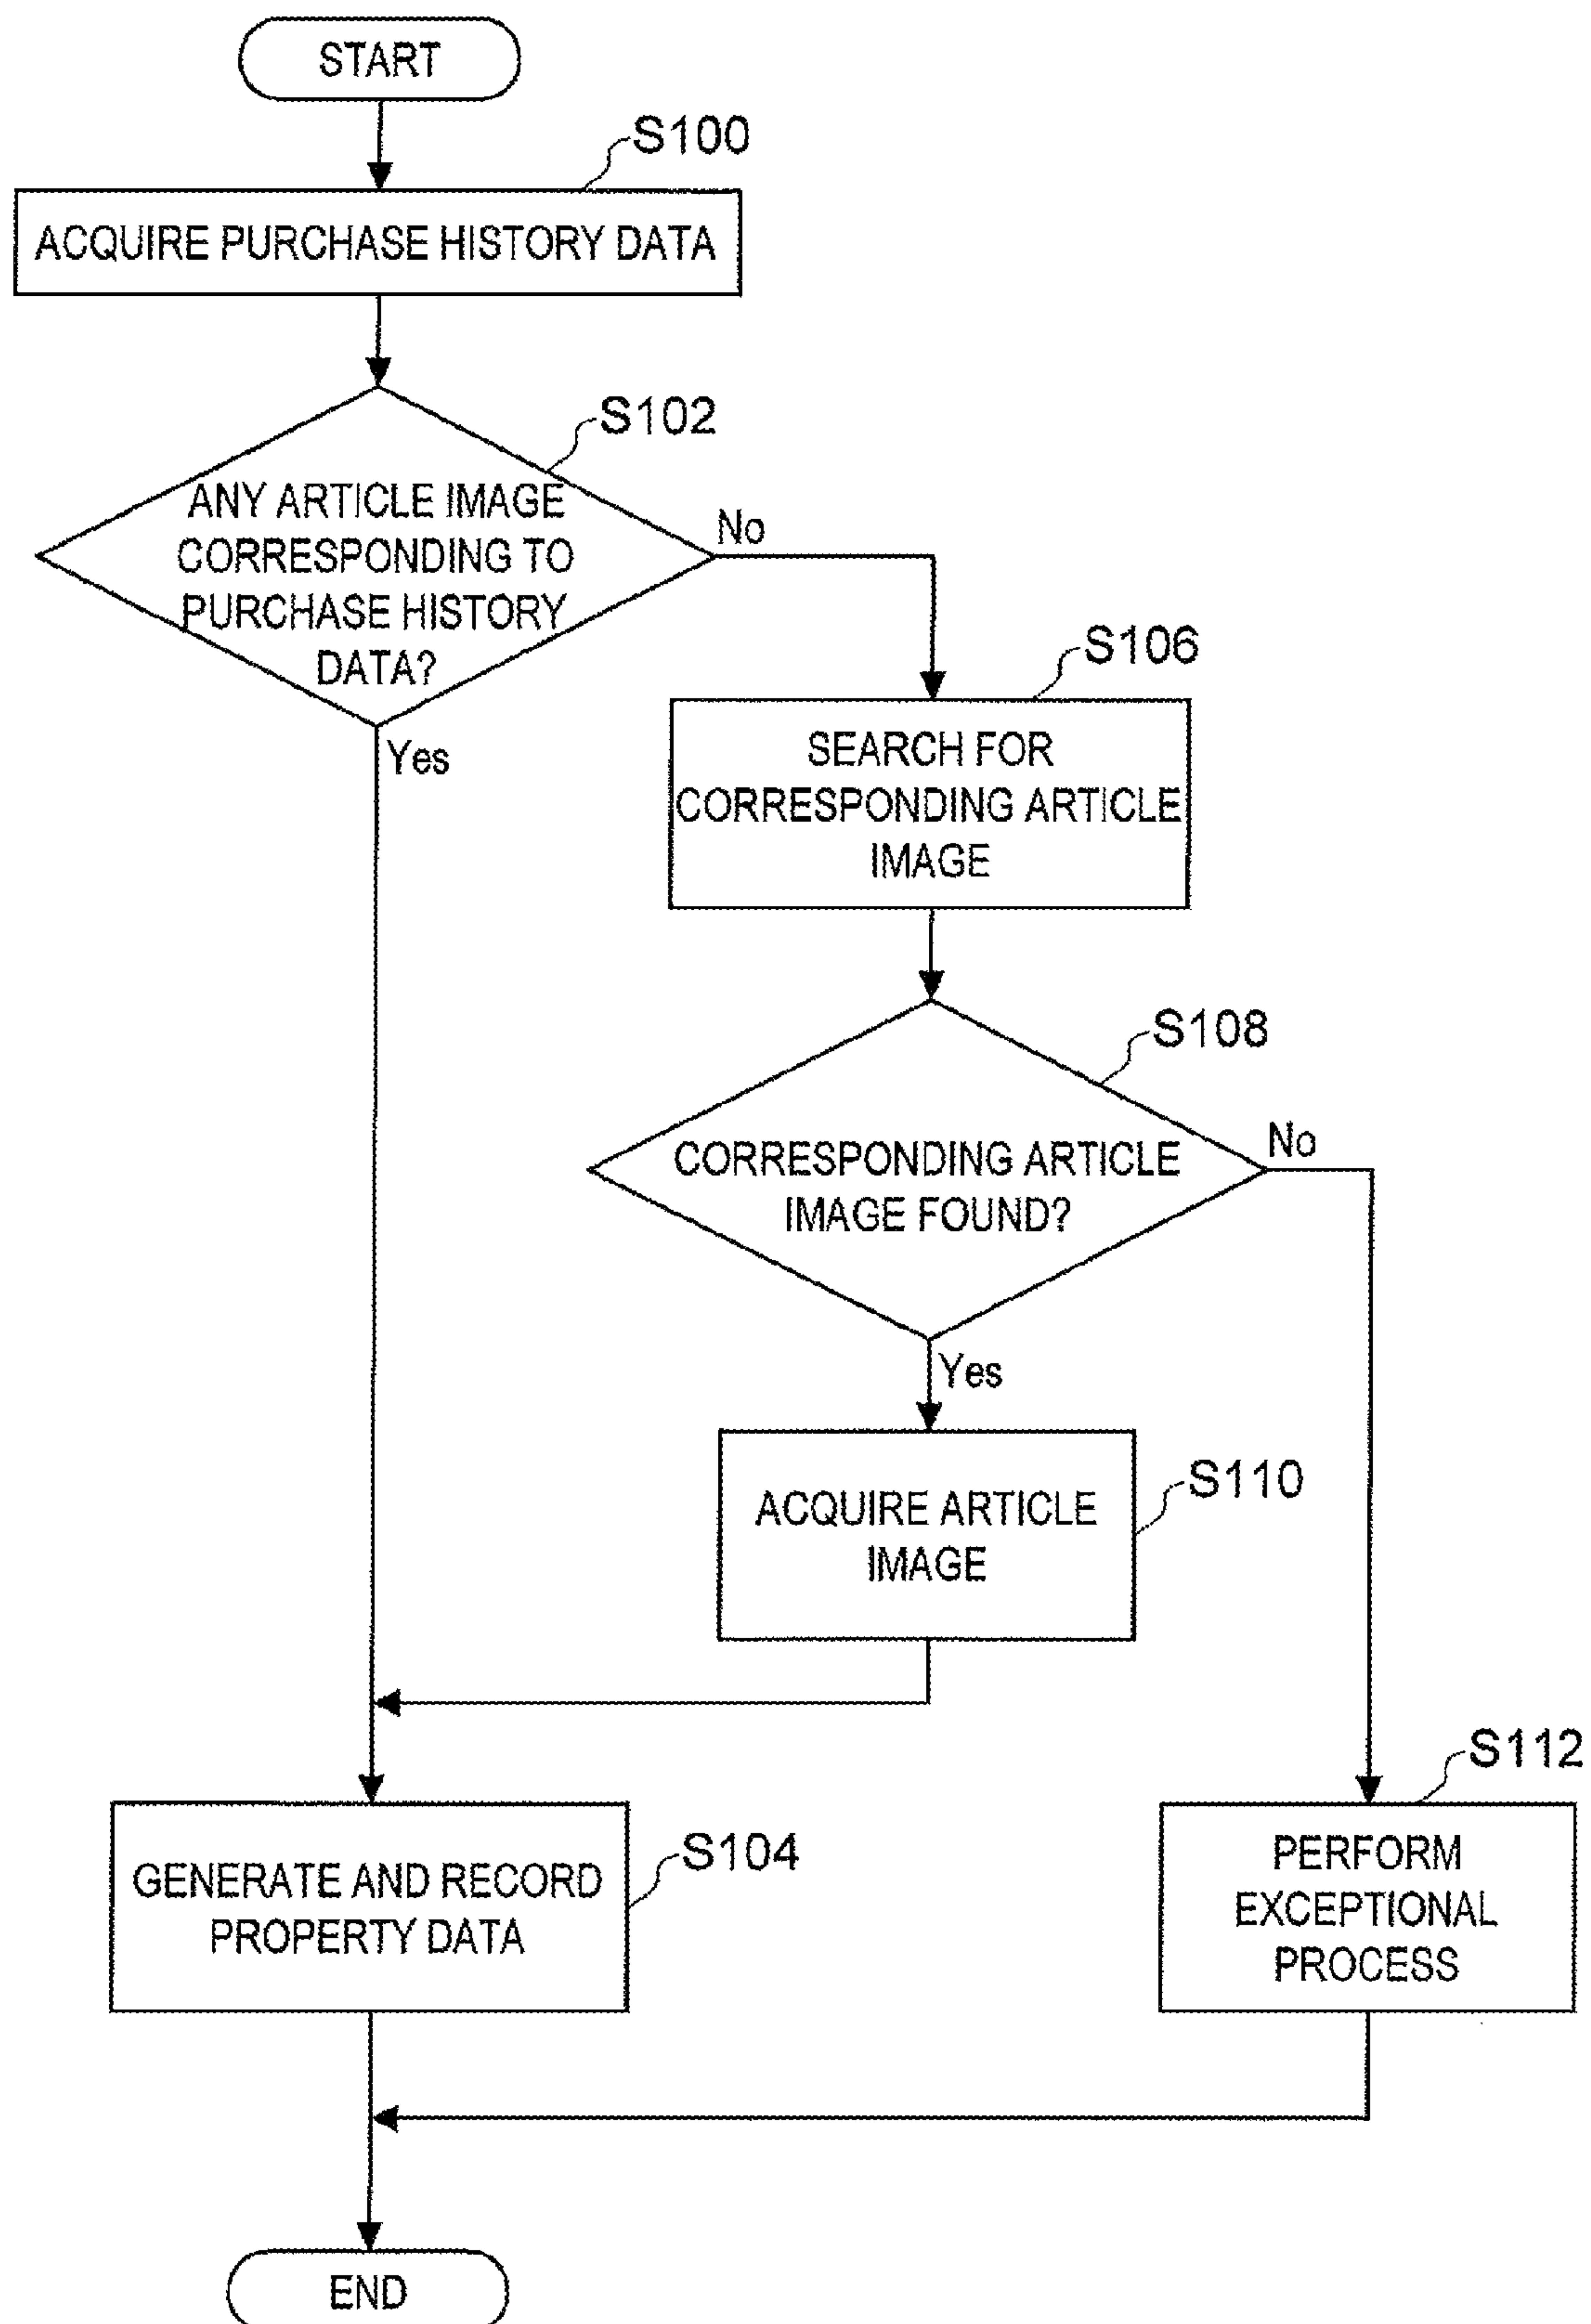 START
S100
ACQUIRE PURCHASE HISTORY DATA
S102
ANY ARTICLE IMAGE
CORRESPONDING TO
PURCHASE HISTORY
DATA?
No
Yes
S106
SEARCH FOR
CORRESPONDING ARTICLE
IMAGE
S108
CORRESPONDING ARTICLE
IMAGE FOUND?
No
Yes
S110
ACQUIRE ARTICLE
IMAGE
S104
GENERATE AND RECORD
PROPERTY DATA
S112
PERFORM
EXCEPTIONAL
PROCESS
END